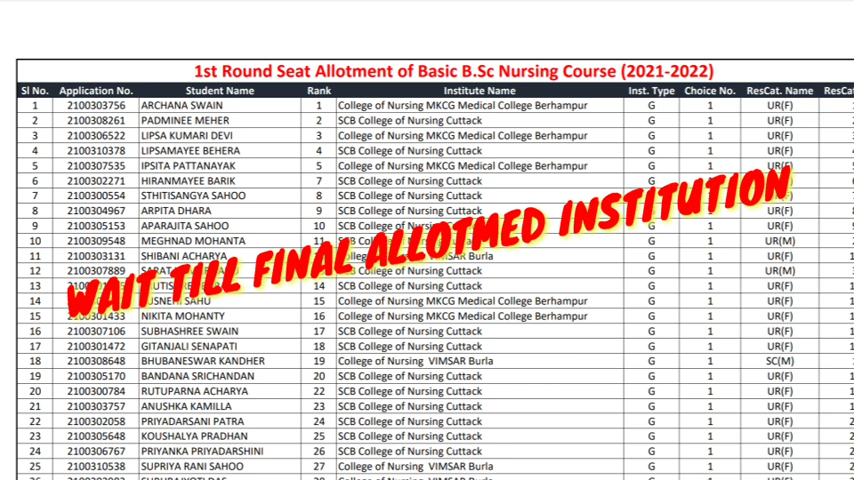 1st Round Seat Allotment of Basic B.Sc Nursing Course (2021-2022)
Sl No. Application No. Student Name Rank Institute Name Inst. Type Choice No. ResCat. Name ResCat
1 2100303756 ARCHANA SWAIN 1 College of Nursing MKCG Medical College Berhampur G 1 UR(F)
2 2100308261 PADMINEE MEHER 2 SCB College of Nursing Cuttack G 1 UR(F)
3 2100306522 LIPSA KUMARI DEVI 3 College of Nursing MKCG Medical College Berhampur G 1 UR(F)
4 2100310378 LIPSAMAYEE BEHERA 4 SCB College of Nursing Cuttack G 1 UR(F)
5 2100307535 IPSITA PATTANAYAK 5 College of Nursing MKCG Medical College Berhampur G 1 UR(F)
6 2100302271 HIRANMAYEE BARIK 7 SCB College of Nursing Cuttack G 1
7 2100300554 STHITISANGYA SAHOO 8 SCB College of Nursing Cuttack
8 2100304967 ARPITA DHARA 9 SCB College of Nursing Cuttack G 1 UR(F)
9 2100305153 APARAJITA SAHOO 10 SCB College of Nursing G 1 UR(F)
10 2100309548 MEGHNAD MOHANTA 11 G 1 UR(M)
11 2100303131 SHIBANI ACHARYA VIMSAR Burla G 1 UR(F)
12 2100307889 of Nursing Cuttack G 1 UR(M)
13 14 SCB College of Nursing Cuttack G 1 UR(F)
14 SAHU 15 College of Nursing MKCG Medical College Berhampur G 1 UR(F)
15 NIKITA MOHANTY 16 College of Nursing MKCG Medical College Berhampur G 1 UR(F)
16 2100307106 SUBHASHREE SWAIN 17 SCB College of Nursing Cuttack G 1 UR(F)
17 2100301472 GITANJALI SENAPATI 18 SCB College of Nursing Cuttack G 1 UR(F)
18 2100308648 BHUBANESWAR KANDHER 19 College of Nursing VIMSAR Burla G 1 SC(M)
19 2100305170 BANDANA SRICHANDAN 20 SCB College of Nursing Cuttack G 1 UR(F)
20 2100300784 RUTUPARNA ACHARYA 22 SCB College of Nursing Cuttack G 1 UR(F)
21 2100303757 ANUSHKA KAMILLA 23 SCB College of Nursing Cuttack G 1 UR(F)
22 2100302058 PRIYADARSANI PATRA 24 SCB College of Nursing Cuttack G 1 UR(F)
23 2100305648 KOUSHALYA PRADHAN 25 SCB College of Nursing Cuttack G 1 UR(F)
24 2100306767 PRIYANKA PRIYADARSHINI 26 SCB College of Nursing Cuttack G 1 UR(F)
25 2100310538 SUPRIYA RANI SAHOO 27 College of Nursing VIMSAR Burla G 1 UR(F)
WAIT TILL FINAL ALLOTMED INSTITUTION